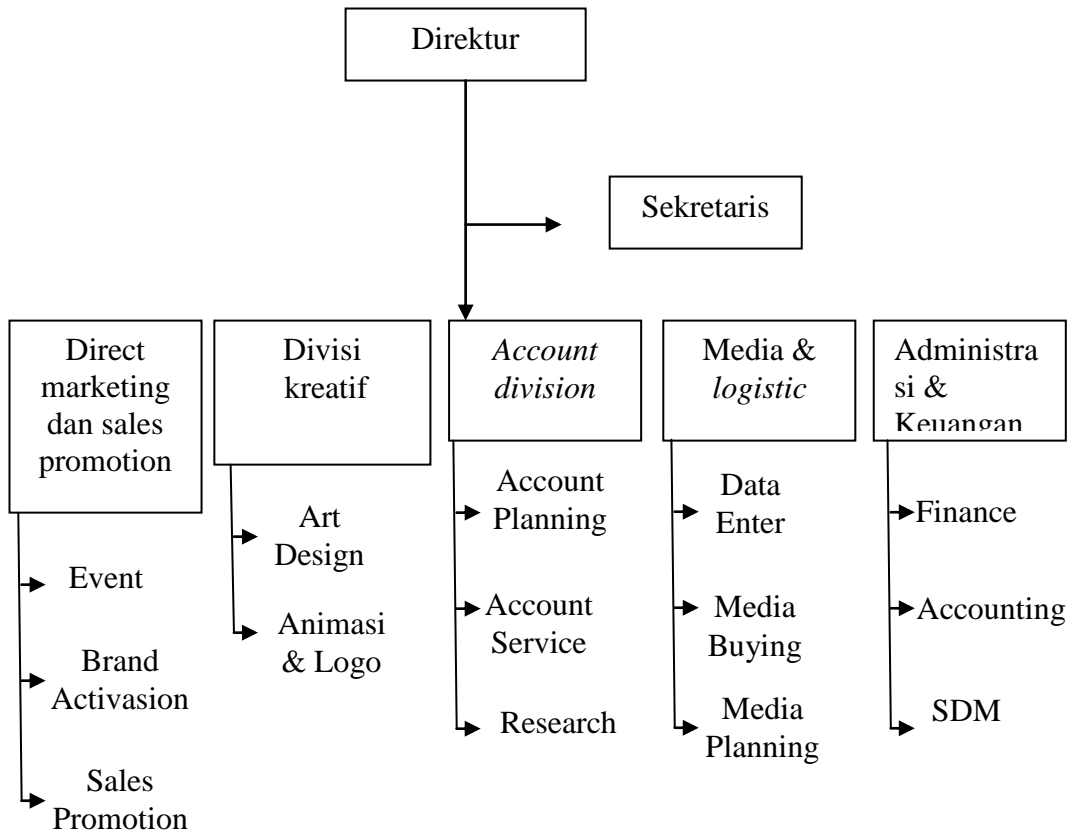 Direktur
Sekretaris
Direct
marketing
dan sales
promotion
Divisi
kreatif
Account
division
Media &
logistic
Administra
si &
Keuangan
Event
Brand
Activasion
Sales
Promotion
Art
Design
Animasi
& Logo
Account
Planning
Account
Service
Research
Data
Enter
Media
Buying
Media
Planning
Finance
Accounting
SDM